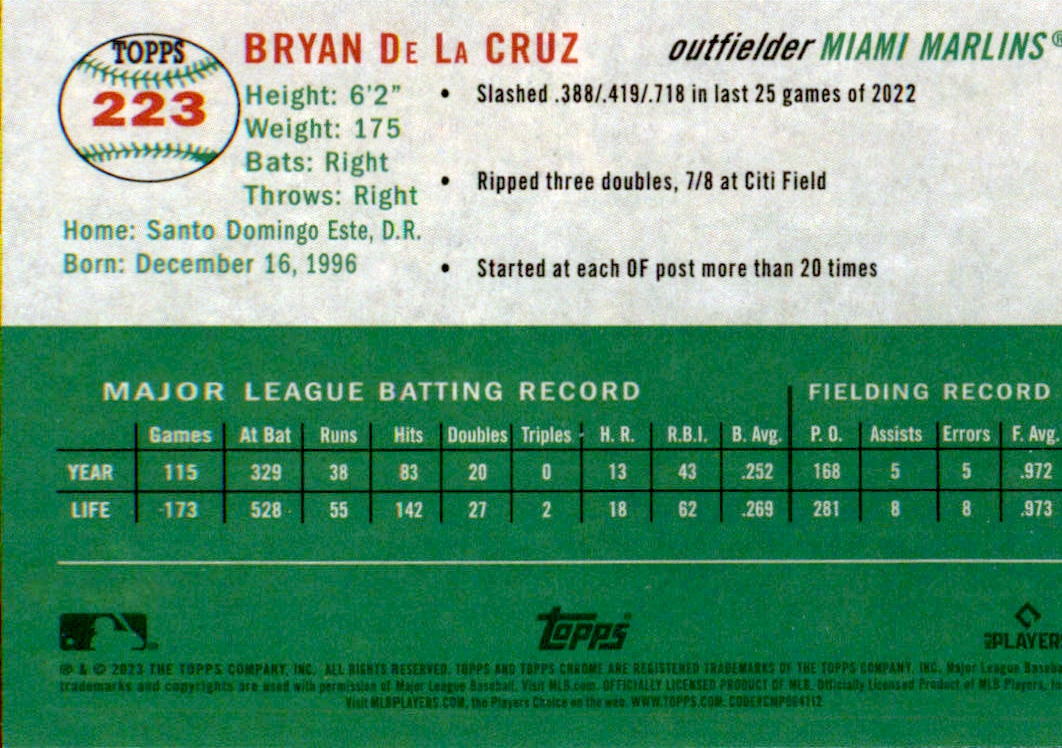 TOPPS
223
BRYAN DE LA CRUZ
outfielder MIAMI MARLINS®
Height: 6'2"
Weight: 175
Bats: Right
Throws: Right
Home: Santo Domingo Este, D.R.
Born: December 16, 1996
• Slashed .388/.419/.718 in last 25 games of 2022
• Ripped three doubles, 7/8 at Citi Field
• Started at each OF post more than 20 times
MAJOR LEAGUE BATTING RECORD FIELDING RECORD
Games At Bat Runs Hits Doubles Triples H. R. R.B.I. B. Avg. P. O. Assists Errors F. Avg.
YEAR 115 329 38 83 20 0 13 43 .252 168 5 5 .972
LIFE 173 528 55 142 27 2 18 62 .269 281 8 8 .973
topps
PLAYER
® & © 2023 THE TOPPS COMPANY, INC. ALL RIGHTS RESERVED. TOPPS AND TOPPS CHROME ARE REGISTERED TRADEMARKS OF THE TOPPS COMPANY, INC. Major League Baseba
trademarks and copyrights are used with permission of Major League Baseball. Visit MLB.com. OFFICIALLY LICENSED PRODUCT OF MLB. Officially Licensed Product of MLB Players, In
Visit MLBPLAYERS.COM, the Players Choice on the web. WWW.TOPPS.COM.